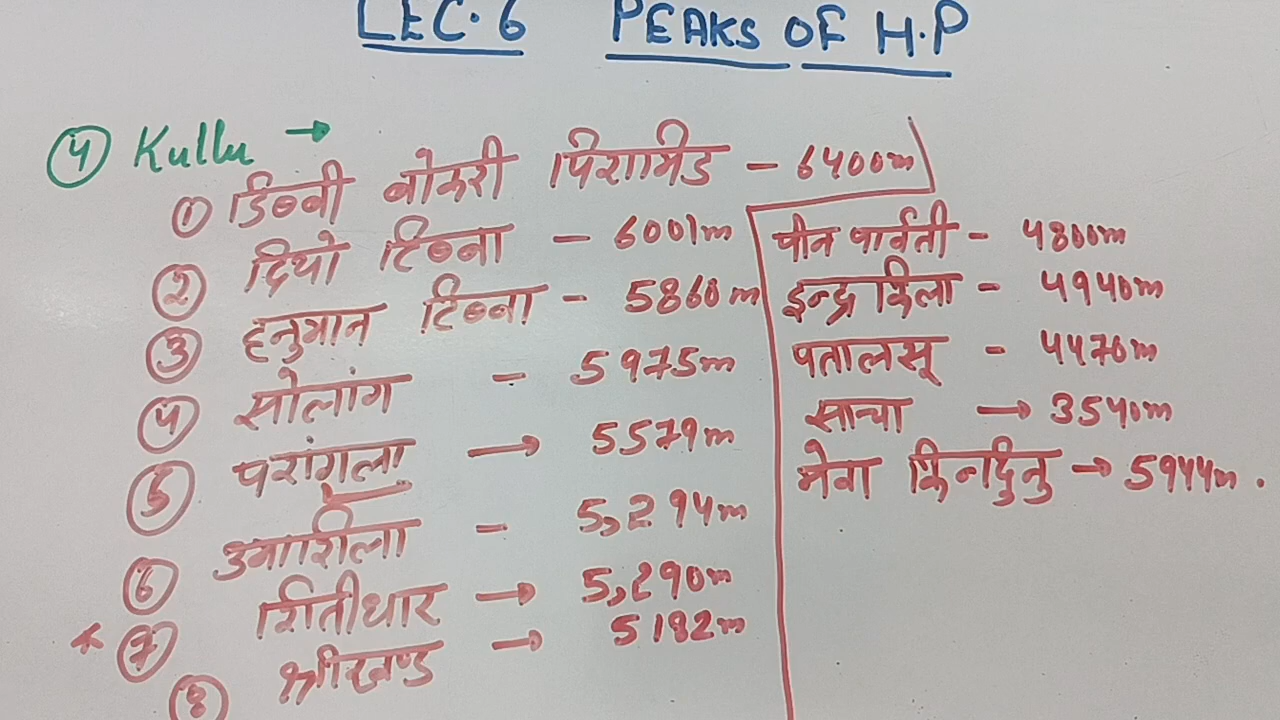 LEC.6 PEAKS OF H.P
④ Kullu →
① डिब्बी बोकरी पिरामिड - 6400m
② दियो टिब्बा - 6001m
③ हनुमान टिब्बा - 5860m
④ सोलांग - 5975m
⑤ परांगला → 5579m
⑥ उमाशिला - 5,294m
⑦ शितीधार → 5,290m
⑧ श्रीखण्ड → 5182m
पीन पार्वती - 4800m
इन्द्र किला - 4940m
पतालसू - 4470m
साचा → 3540m
मेवा → 5944m.